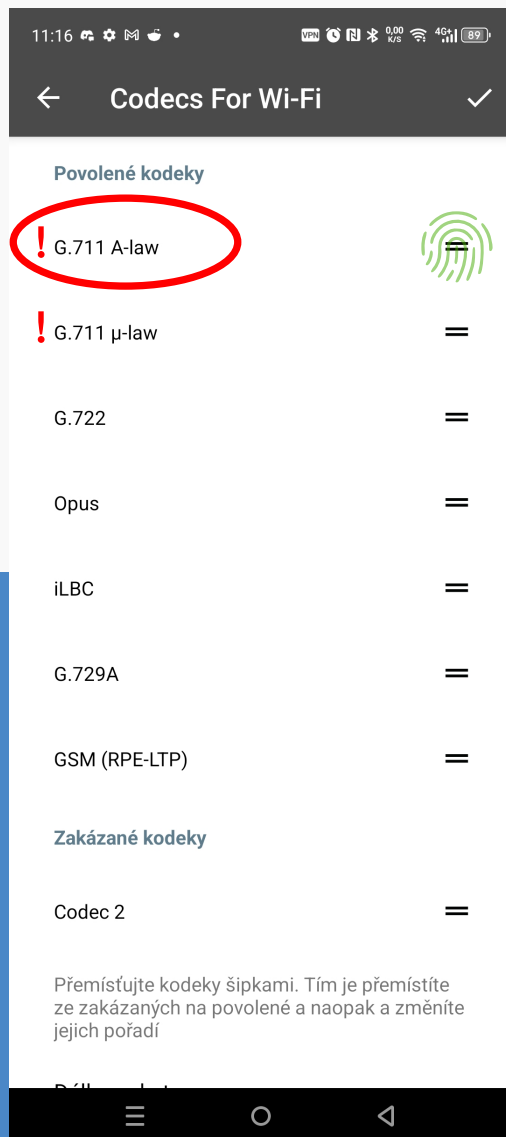 11:16 VPN 0,00 K/S 4G+ 89
Codecs For Wi-Fi
Povolené kodeky
! G.711 A-law
! G.711 µ-law
G.722
Opus
iLBC
G.729A
GSM (RPE-LTP)
Zakázané kodeky
Codec 2
Přemísťujte kodeky šipkami. Tím je přemístíte
ze zakázaných na povolené a naopak a změníte
jejich pořadí